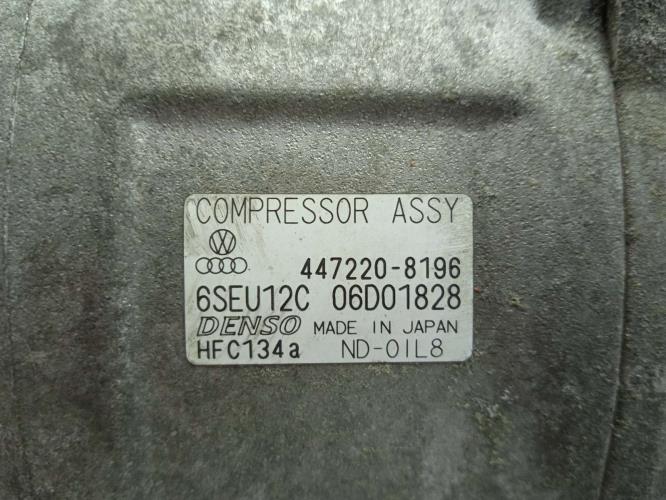 COMPRESSOR ASSY
447220-8196
6SEU12C 06D01828
DENSO MADE IN JAPAN
HFC134a ND-OIL8